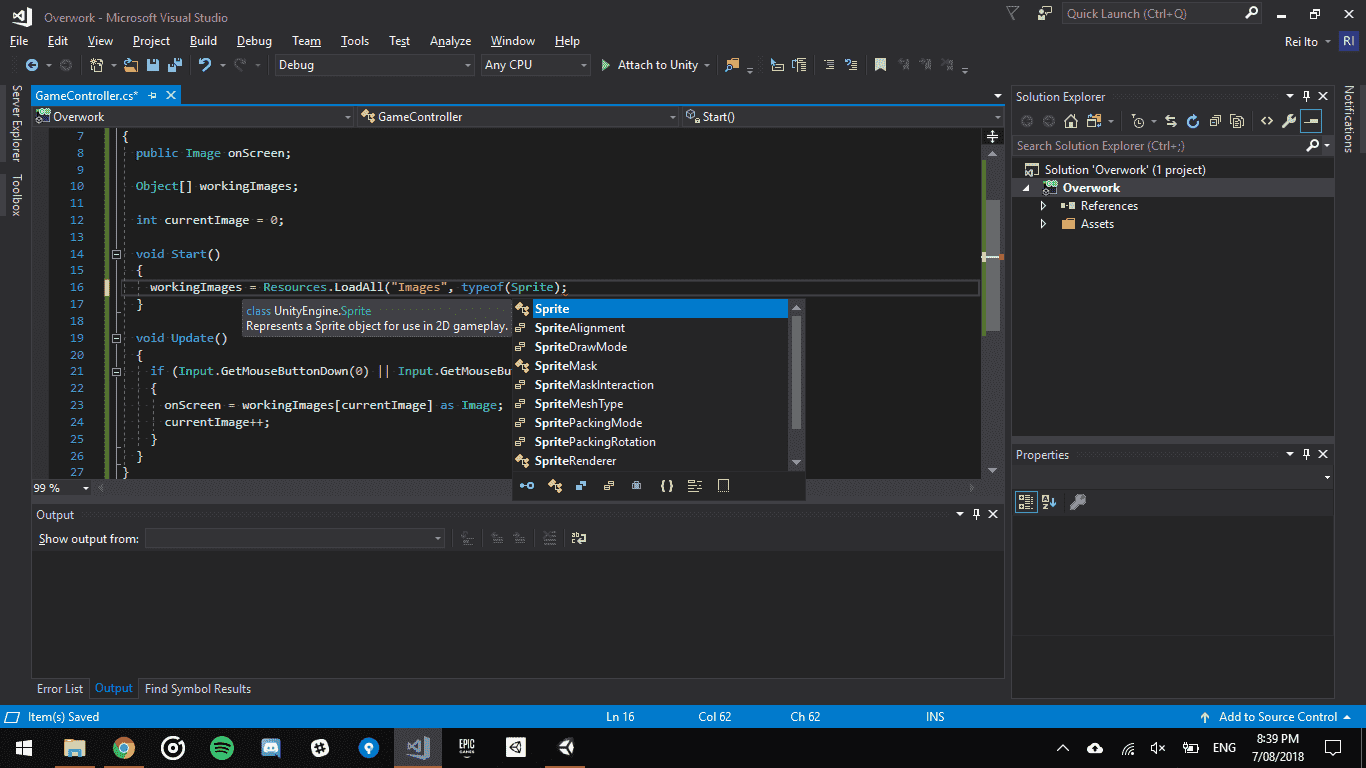 Overwork - Microsoft Visual Studio
Quick Launch (Ctrl+Q)
File Edit View Project Build Debug Team Tools Test Analyze Window Help
Rei Ito RI
Debug Any CPU Attach to Unity
Server Explorer
Toolbox
GameController.cs*
Overwork GameController Start()
7 {
8 public Image onScreen;
9
10 Object[] workingImages;
11
12 int currentImage = 0;
13
14 void Start()
15 {
16 workingImages = Resources.LoadAll("Images", typeof(Sprite);
17 }
18
19 void Update()
20 {
21 if (Input.GetMouseButtonDown(0) || Input.GetMouseBu
22 {
23 onScreen = workingImages[currentImage] as Image;
24 currentImage++;
25 }
26 }
27 }
class UnityEngine.Sprite
Represents a Sprite object for use in 2D gameplay.
Sprite
SpriteAlignment
SpriteDrawMode
SpriteMask
SpriteMaskInteraction
SpriteMeshType
SpritePackingMode
SpritePackingRotation
SpriteRenderer
99 %
Output
Show output from:
Error List Output Find Symbol Results
Solution Explorer
Search Solution Explorer (Ctrl+;)
Solution 'Overwork' (1 project)
Overwork
References
Assets
Properties
Notifications
Item(s) Saved Ln 16 Col 62 Ch 62 INS Add to Source Control
EPIC GAMES
ENG
8:39 PM
7/08/2018